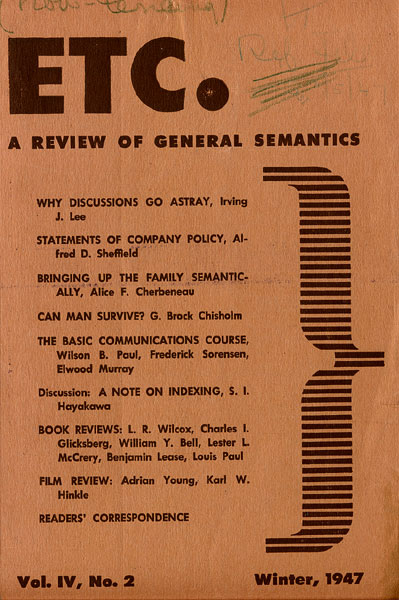 ETC.
A REVIEW OF GENERAL SEMANTICS
WHY DISCUSSIONS GO ASTRAY, Irving
J. Lee
STATEMENTS OF COMPANY POLICY, Al-
fred D. Sheffield
BRINGING UP THE FAMILY SEMANTIC-
ALLY, Alice F. Cherbeneau
CAN MAN SURVIVE? G. Brock Chisholm
THE BASIC COMMUNICATIONS COURSE,
Wilson B. Paul, Frederick Sorensen,
Elwood Murray
Discussion: A NOTE ON INDEXING, S. I.
Hayakawa
BOOK REVIEWS: L. R. Wilcox, Charles I.
Glicksberg, William Y. Bell, Lester L.
McCrery, Benjamin Lease, Louis Paul
FILM REVIEW: Adrian Young, Karl W.
Hinkle
READERS' CORRESPONDENCE
Vol. IV, No. 2
Winter, 1947